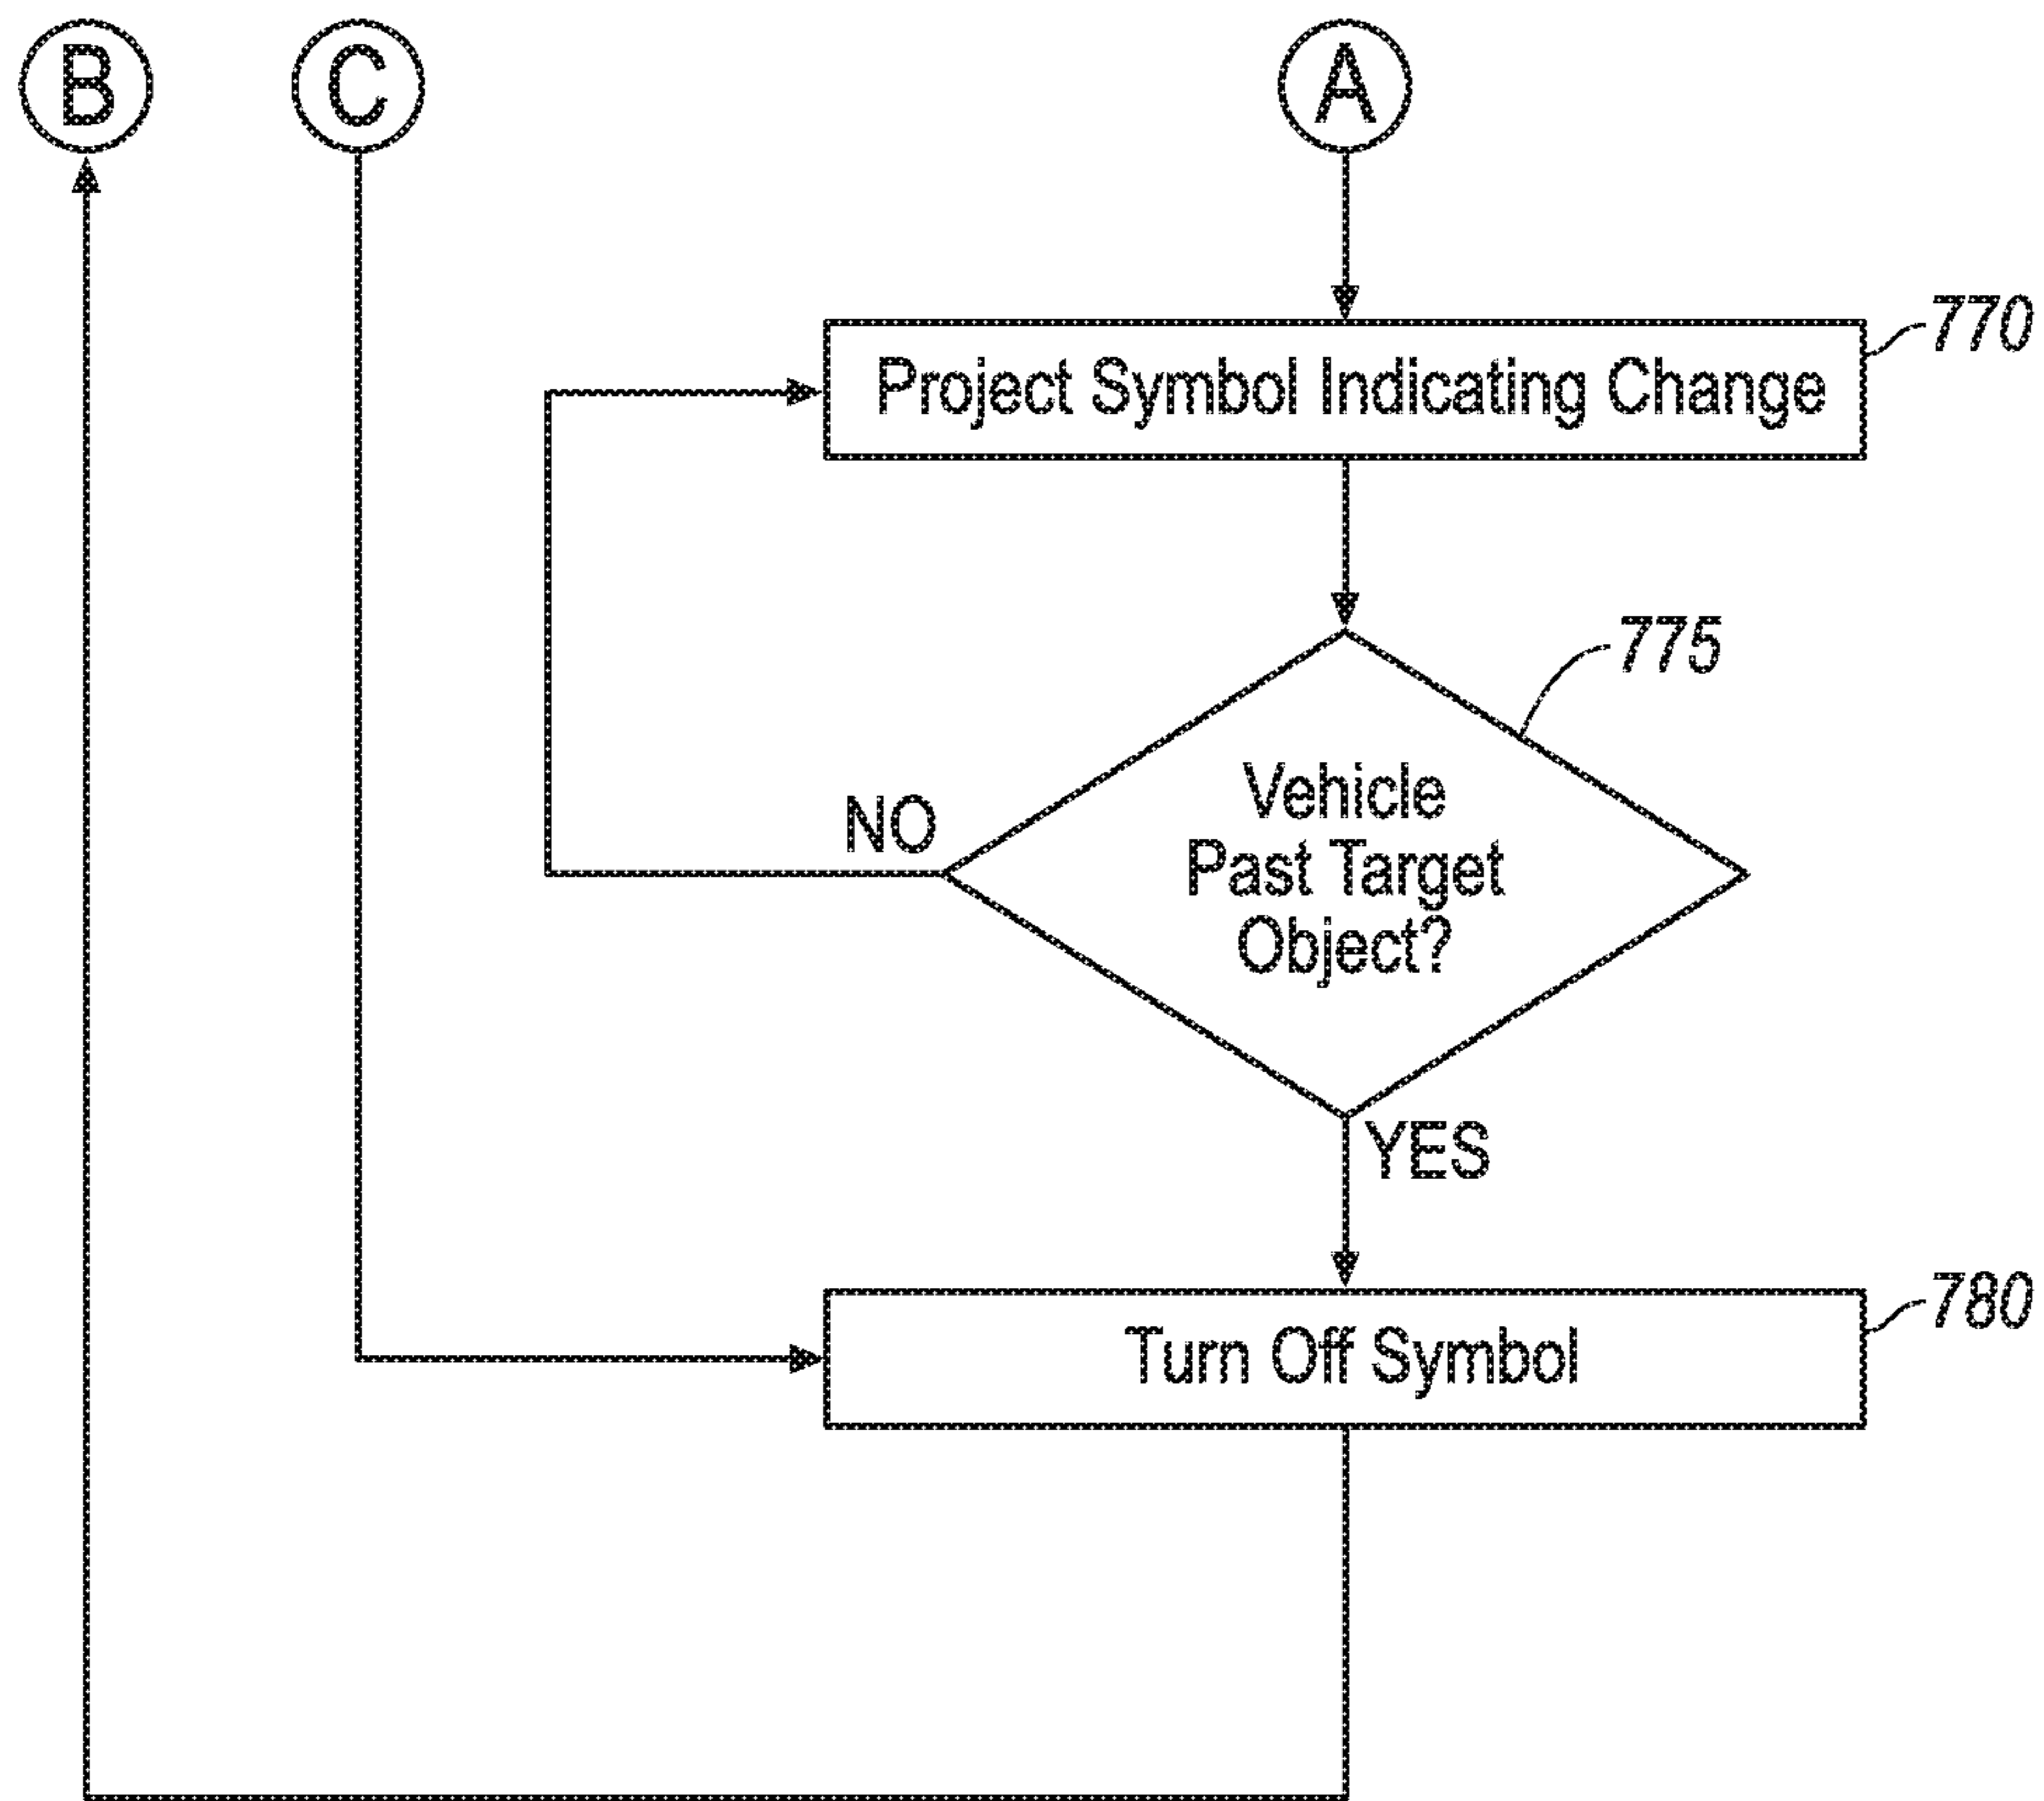 B
C
A
770
Project Symbol Indicating Change
775
Vehicle
Past Target
Object?
NO
YES
780
Turn Off Symbol